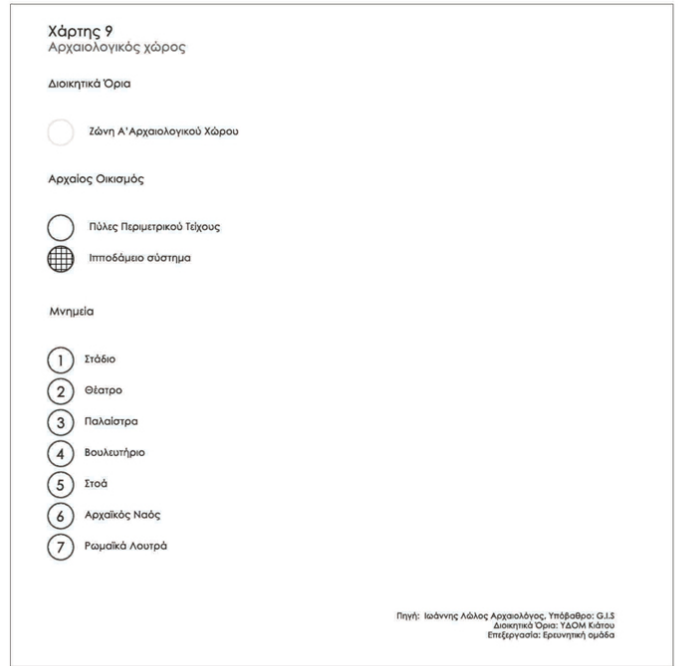 Χάρτης 9
Αρχαιολογικός χώρος
Διοικητικά Όρια
Ζώνη Α'Αρχαιολογικού Χώρου
Αρχαίος Οικισμός
Πύλες Περιμετρικού Τείχους
Ιπποδάμειο σύστημα
Μνημεία
1 Στάδιο
2 Θέατρο
3 Παλαίστρα
4 Βουλευτήριο
5 Στοά
6 Αρχαϊκός Ναός
7 Ρωμαϊκά Λουτρά
Πηγή: Ιωάννης Λώλος Αρχαιολόγος, Υπόβαθρο: G.I.S
Διοικητικά Όρια: ΥΔΟΜ Κιάτου
Επεξεργασία: Ερευνητική ομάδα